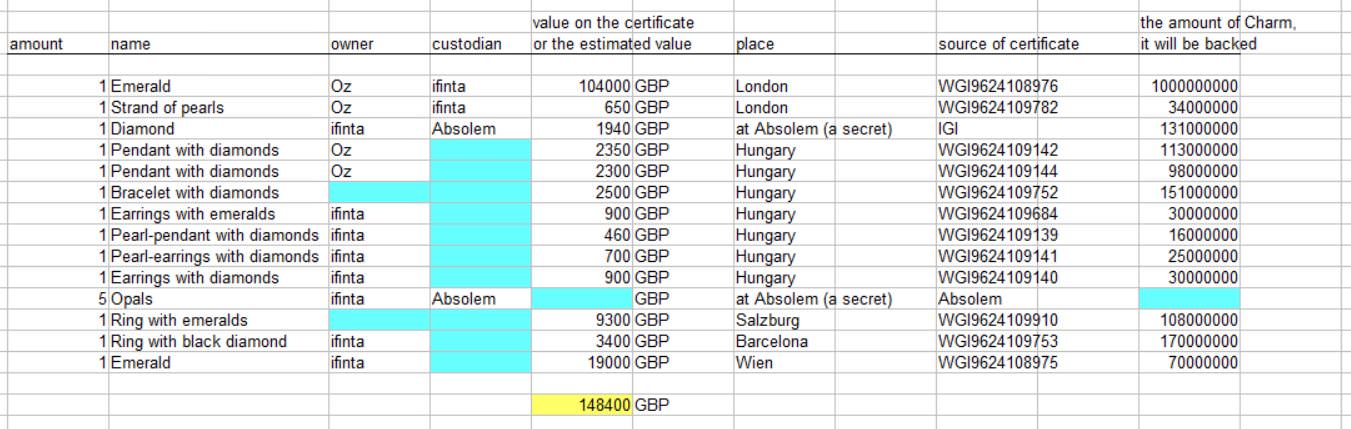 value on the certificate the amount of Charm,
amount name owner custodian or the estimated value place source of certificate it will be backed
1 Emerald Oz ifinta 104000 GBP London WGI9624108976 1000000000
1 Strand of pearls Oz ifinta 650 GBP London WGI9624109782 34000000
1 Diamond ifinta Absolem 1940 GBP at Absolem (a secret) IGI 131000000
1 Pendant with diamonds Oz 2350 GBP Hungary WGI9624109142 113000000
1 Pendant with diamonds Oz 2300 GBP Hungary WGI9624109144 98000000
1 Bracelet with diamonds 2500 GBP Hungary WGI9624109752 151000000
1 Earrings with emeralds ifinta 900 GBP Hungary WGI9624109684 30000000
1 Pearl-pendant with diamonds ifinta 460 GBP Hungary WGI9624109139 16000000
1 Pearl-earrings with diamonds ifinta 700 GBP Hungary WGI9624109141 25000000
1 Earrings with diamonds ifinta 900 GBP Hungary WGI9624109140 30000000
5 Opals ifinta Absolem GBP at Absolem (a secret) Absolem
1 Ring with emeralds 9300 GBP Salzburg WGI9624109910 108000000
1 Ring with black diamond ifinta 3400 GBP Barcelona WGI9624109753 170000000
1 Emerald ifinta 19000 GBP Wien WGI9624108975 70000000
148400 GBP